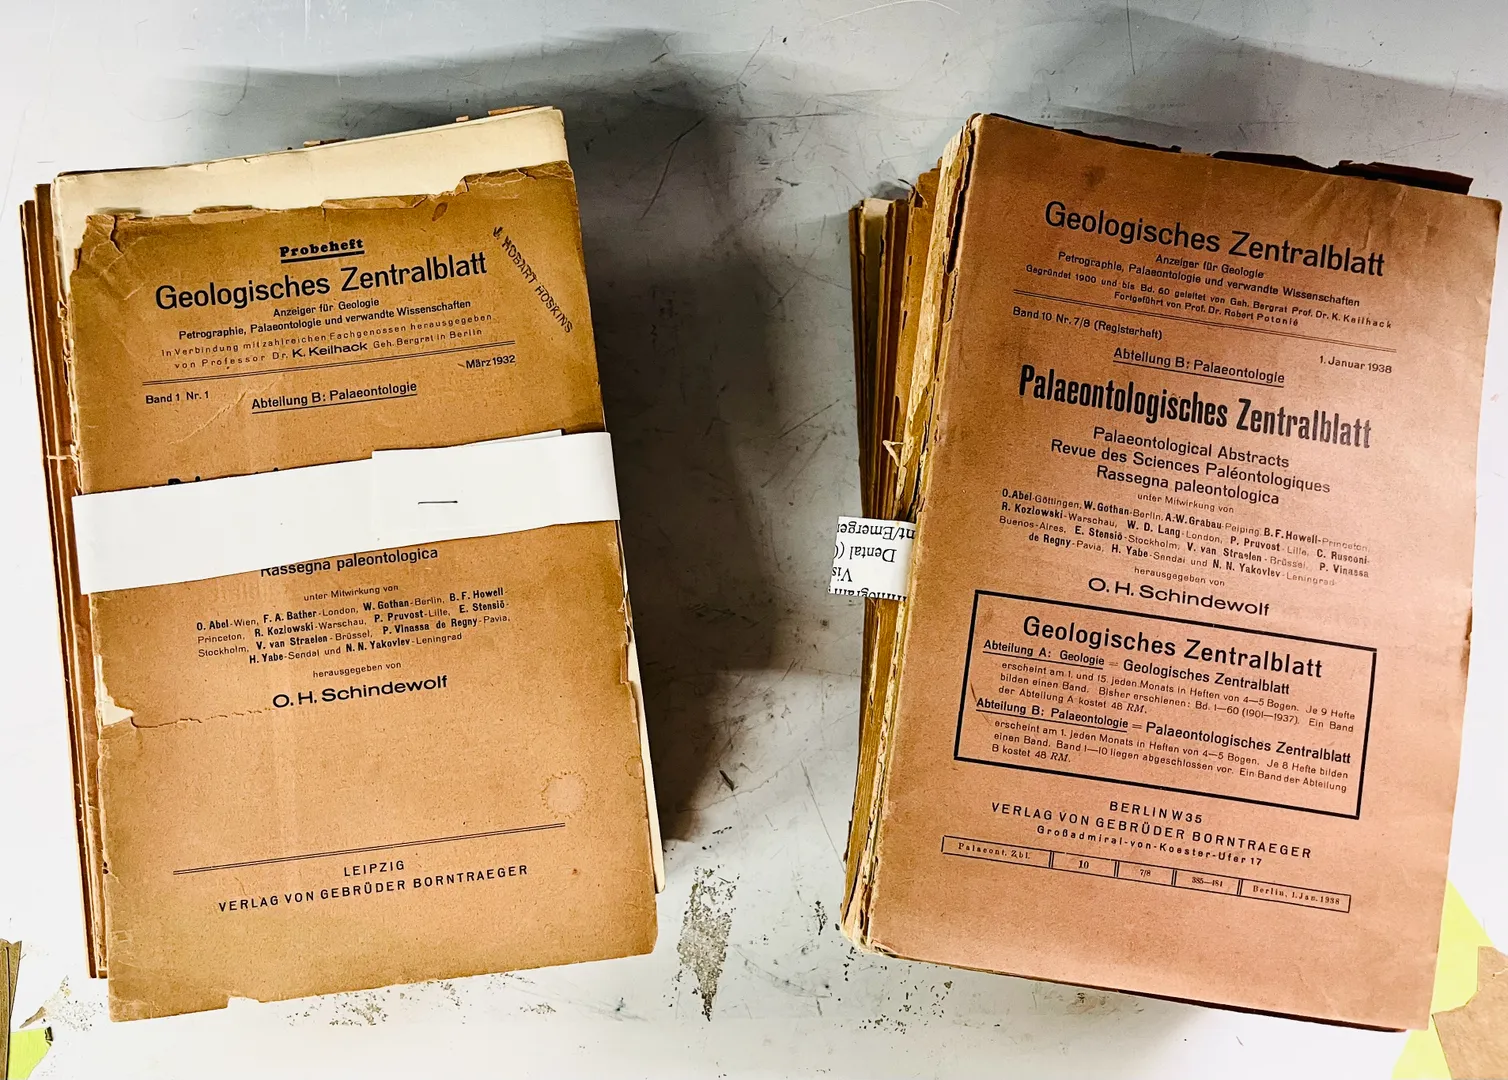 Probeheft
Geologisches Zentralblatt
Anzeiger für Geologie
Petrographie, Palaeontologie und verwandte Wissenschaften
In Verbindung mit zahlreichen Fachgenossen herausgegeben
von Professor Dr. K. Keilhack Geh. Bergrat in Berlin
März 1932
Band 1 Nr. 1
Abteilung B: Palaeontologie
HOBART HOSKINS
Rassegna paleontologica
unter Mitwirkung von
O. Abel-Wien, F. A. Bather-London, W. Gothan-Berlin, B. F. Howell-
Princeton, R. Kozlowski-Warschau, P. Pruvost-Lille, E. Stensiö-
Stockholm, V. van Straelen-Brüssel, P. Vinassa de Regny-Pavia,
H. Yabe-Sendai und N. N. Yakovlev-Leningrad
herausgegeben von
O. H. Schindewolf
LEIPZIG
VERLAG VON GEBRÜDER BORNTRAEGER
nt/Emerge
Dental (
Vis
Geologisches Zentralblatt
Anzeiger für Geologie
Petrographie, Palaeontologie und verwandte Wissenschaften
Gegründet 1900 und bis Bd. 60 geleitet von Geh. Bergrat Prof. Dr. K. Keilhack
Fortgeführt von Prof. Dr. Robert Potonié
Band 10 Nr. 7/8 (Registerheft)
1. Januar 1938
Abteilung B: Palaeontologie
Palaeontologisches Zentralblatt
Palaeontological Abstracts
Revue des Sciences Paléontologiques
Rassegna paleontologica
unter Mitwirkung von
O. Abel-Göttingen, W. Gothan-Berlin, A. W. Grabau-Peiping, B. F. Howell-Princeton,
R. Kozlowski-Warschau, W. D. Lang-London, P. Pruvost-Lille, C. Rusconi-
Buenos-Aires, E. Stensiö-Stockholm, V. van Straelen-Brüssel, P. Vinassa
de Regny-Pavia, H. Yabe-Sendai und N. N. Yakovlev-Leningrad
herausgegeben von
O. H. Schindewolf
Geologisches Zentralblatt
Abteilung A: Geologie = Geologisches Zentralblatt
erscheint am 1. und 15. jeden Monats in Heften von 4—5 Bogen. Je 9 Hefte
bilden einen Band. Bisher erschienen: Bd. 1—60 (1901—1937). Ein Band
der Abteilung A kostet 48 RM.
Abteilung B: Palaeontologie = Palaeontologisches Zentralblatt
erscheint am 1. jeden Monats in Heften von 4—5 Bogen. Je 8 Hefte bilden
einen Band. Band 1—10 liegen abgeschlossen vor. Ein Band der Abteilung
B kostet 48 RM.
BERLIN W 35
VERLAG VON GEBRÜDER BORNTRAEGER
Großadmiral-von-Koester-Ufer 17
Palaeont. Zbl. 10 7/8 385—484 Berlin, 1. Jan. 1938